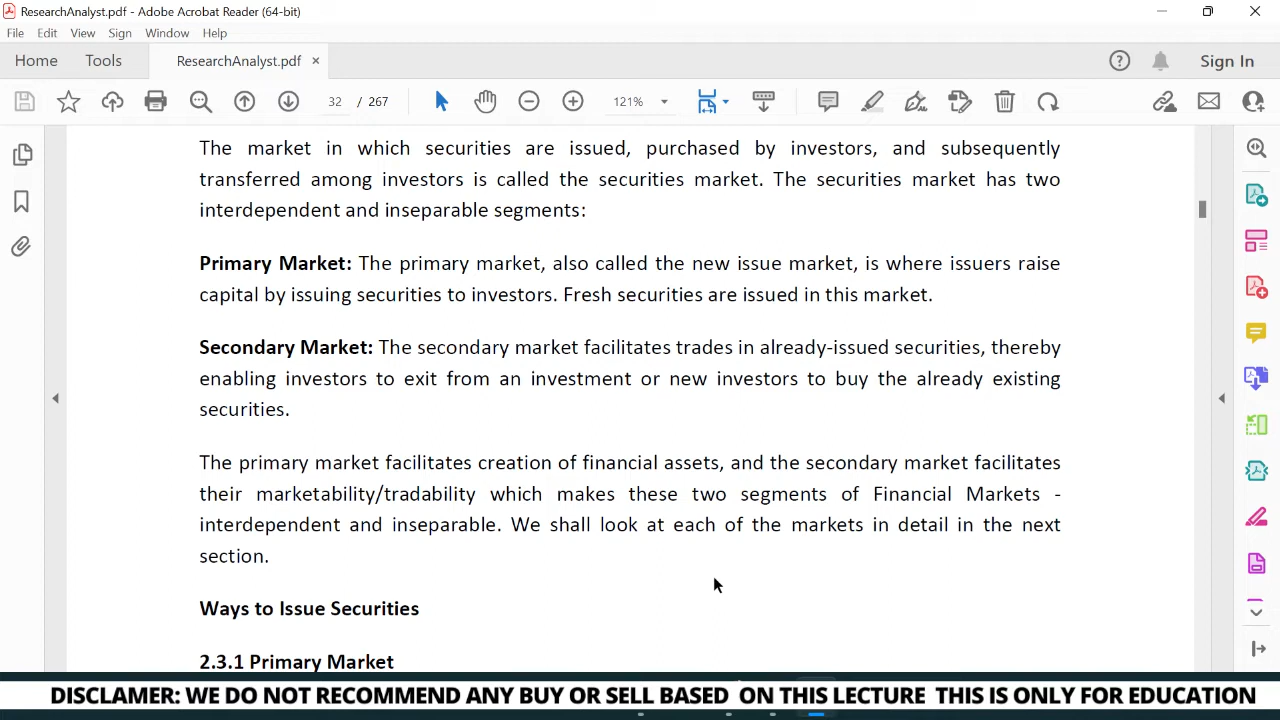 ResearchAnalyst.pdf - Adobe Acrobat Reader (64-bit)
File Edit View Sign Window Help
Home Tools ResearchAnalyst.pdf × Sign In
32 / 267 121%
The market in which securities are issued, purchased by investors, and subsequently
transferred among investors is called the securities market. The securities market has two
interdependent and inseparable segments:
Primary Market: The primary market, also called the new issue market, is where issuers raise
capital by issuing securities to investors. Fresh securities are issued in this market.
Secondary Market: The secondary market facilitates trades in already-issued securities, thereby
enabling investors to exit from an investment or new investors to buy the already existing
securities.
The primary market facilitates creation of financial assets, and the secondary market facilitates
their marketability/tradability which makes these two segments of Financial Markets -
interdependent and inseparable. We shall look at each of the markets in detail in the next
section.
Ways to Issue Securities
2.3.1 Primary Market
DISCLAMER: WE DO NOT RECOMMEND ANY BUY OR SELL BASED ON THIS LECTURE THIS IS ONLY FOR EDUCATION